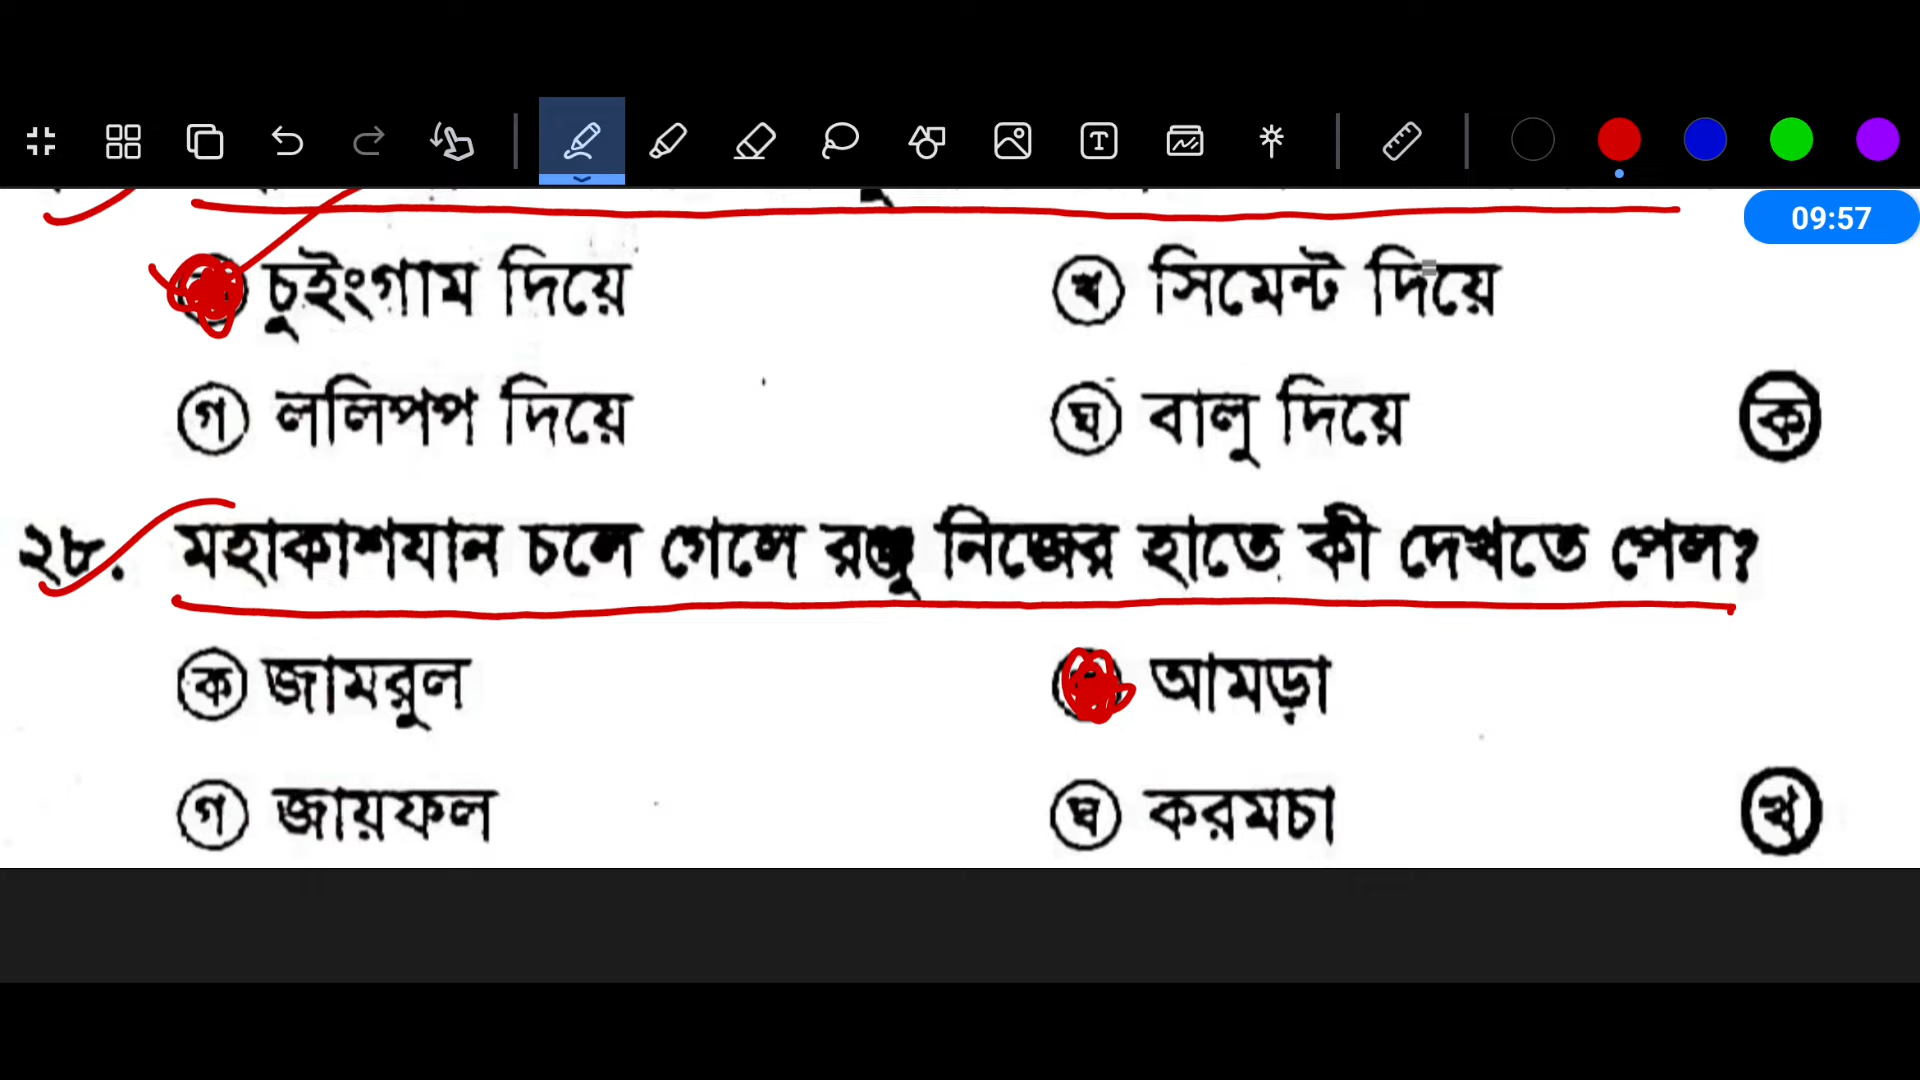 09:57
চুইংগাম দিয়ে খ সিমেন্ট দিয়ে
গ ললিপপ দিয়ে ঘ বালু দিয়ে ক
২৮. মহাকাশযান চলে গেলে রঞ্জু নিজের হাতে কী দেখতে পেল?
ক জামরুল আমড়া
গ জায়ফল ঘ করমচা খ